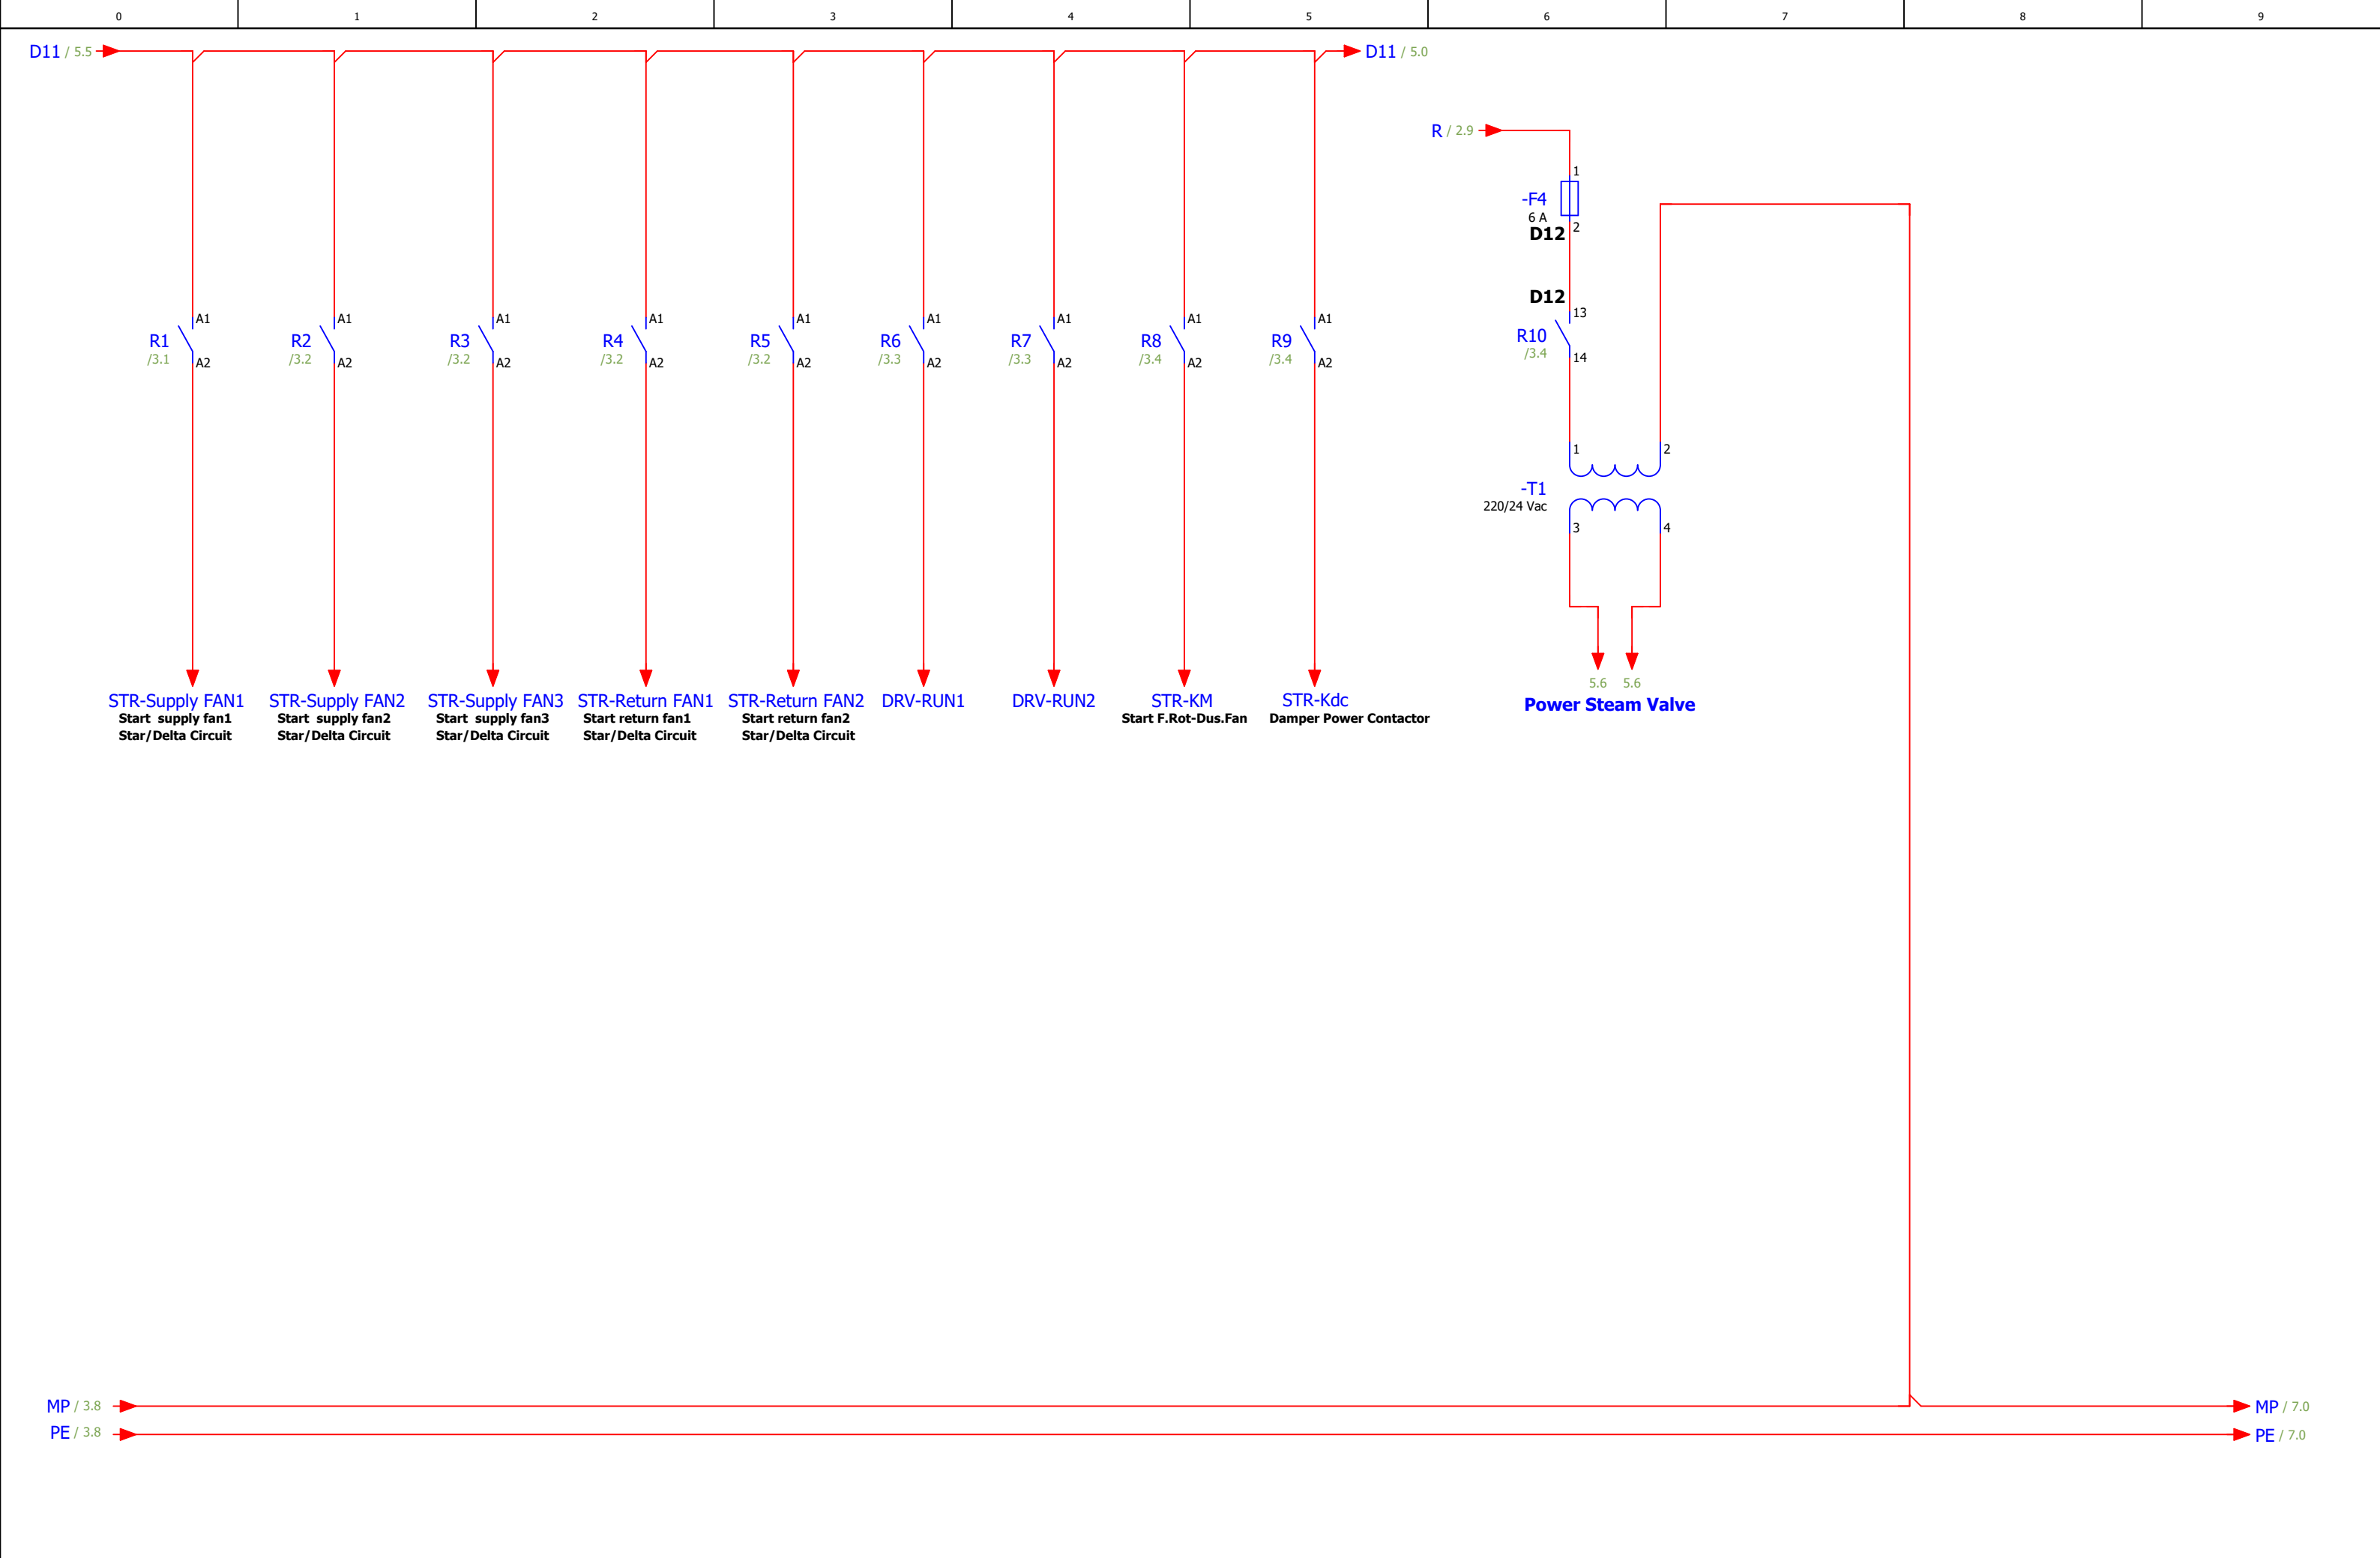 0 1 2 3 4 5 6 7 8 9
D11 / 5.5
D11 / 5.0
R / 2.9
1
-F4
6 A
2
D12
D12
13
R10
/3.4
14
A1 A1 A1 A1 A1 A1 A1 A1 A1
R1 R2 R3 R4 R5 R6 R7 R8 R9
/3.1 /3.2 /3.2 /3.2 /3.2 /3.3 /3.3 /3.4 /3.4
A2 A2 A2 A2 A2 A2 A2 A2 A2
1 2
-T1
220/24 Vac
3 4
5.6 5.6
Power Steam Valve
STR-Supply FAN1
Start supply fan1
Star/Delta Circuit
STR-Supply FAN2
Start supply fan2
Star/Delta Circuit
STR-Supply FAN3
Start supply fan3
Star/Delta Circuit
STR-Return FAN1
Start return fan1
Star/Delta Circuit
STR-Return FAN2
Start return fan2
Star/Delta Circuit
DRV-RUN1
DRV-RUN2
STR-KM
Start F.Rot-Dus.Fan
STR-Kdc
Damper Power Contactor
MP / 3.8
MP / 7.0
PE / 3.8
PE / 7.0